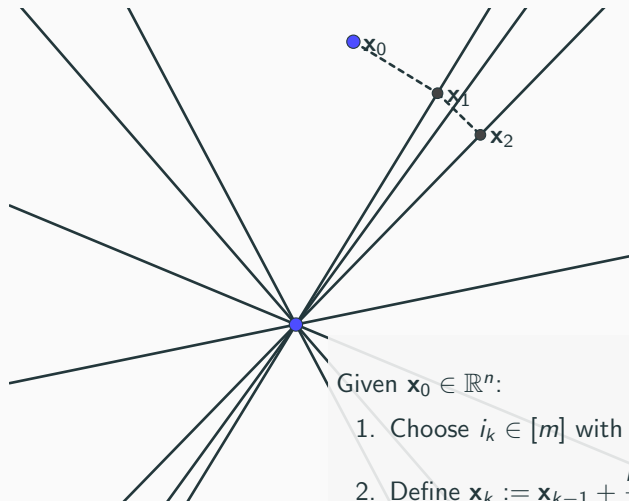 x₀
x₁
x₂
Given x₀ ∈ ℝⁿ:
1. Choose iₖ ∈ [m] with
2. Define xₖ := xₖ₋₁ +